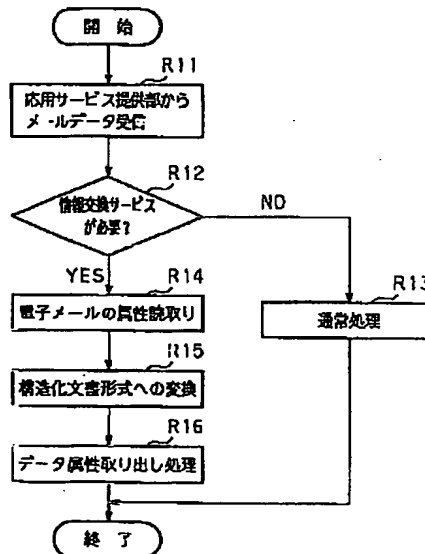 開 始
R11
応用サービス提供部から
メールデータ受信
R12
情報交換サービス
が必要?
NO
YES
R14
電子メールの属性読取り
R13
通常処理
R15
構造化文書形式への変換
R16
データ属性取り出し処理
終 了